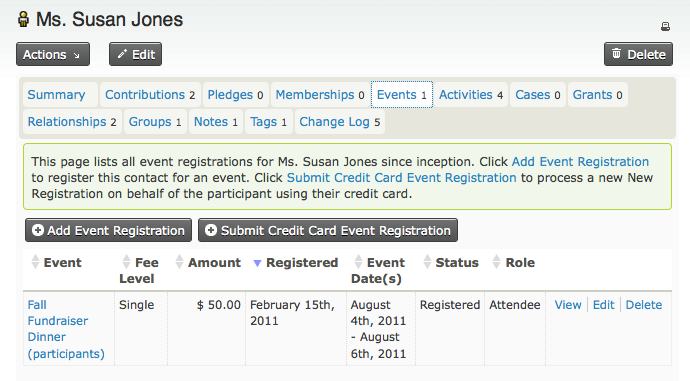 Ms. Susan Jones
Actions Edit Delete
Summary Contributions 2 Pledges 0 Memberships 0 Events 1 Activities 4 Cases 0 Grants 0
Relationships 2 Groups 1 Notes 1 Tags 1 Change Log 5
This page lists all event registrations for Ms. Susan Jones since inception. Click Add Event Registration
to register this contact for an event. Click Submit Credit Card Event Registration to process a new New
Registration on behalf of the participant using their credit card.
Add Event Registration Submit Credit Card Event Registration
Event Fee Level Amount Registered Event Date(s) Status Role
Fall Fundraiser Dinner (participants) Single $ 50.00 February 15th, 2011 August 4th, 2011 - August 6th, 2011 Registered Attendee View Edit Delete